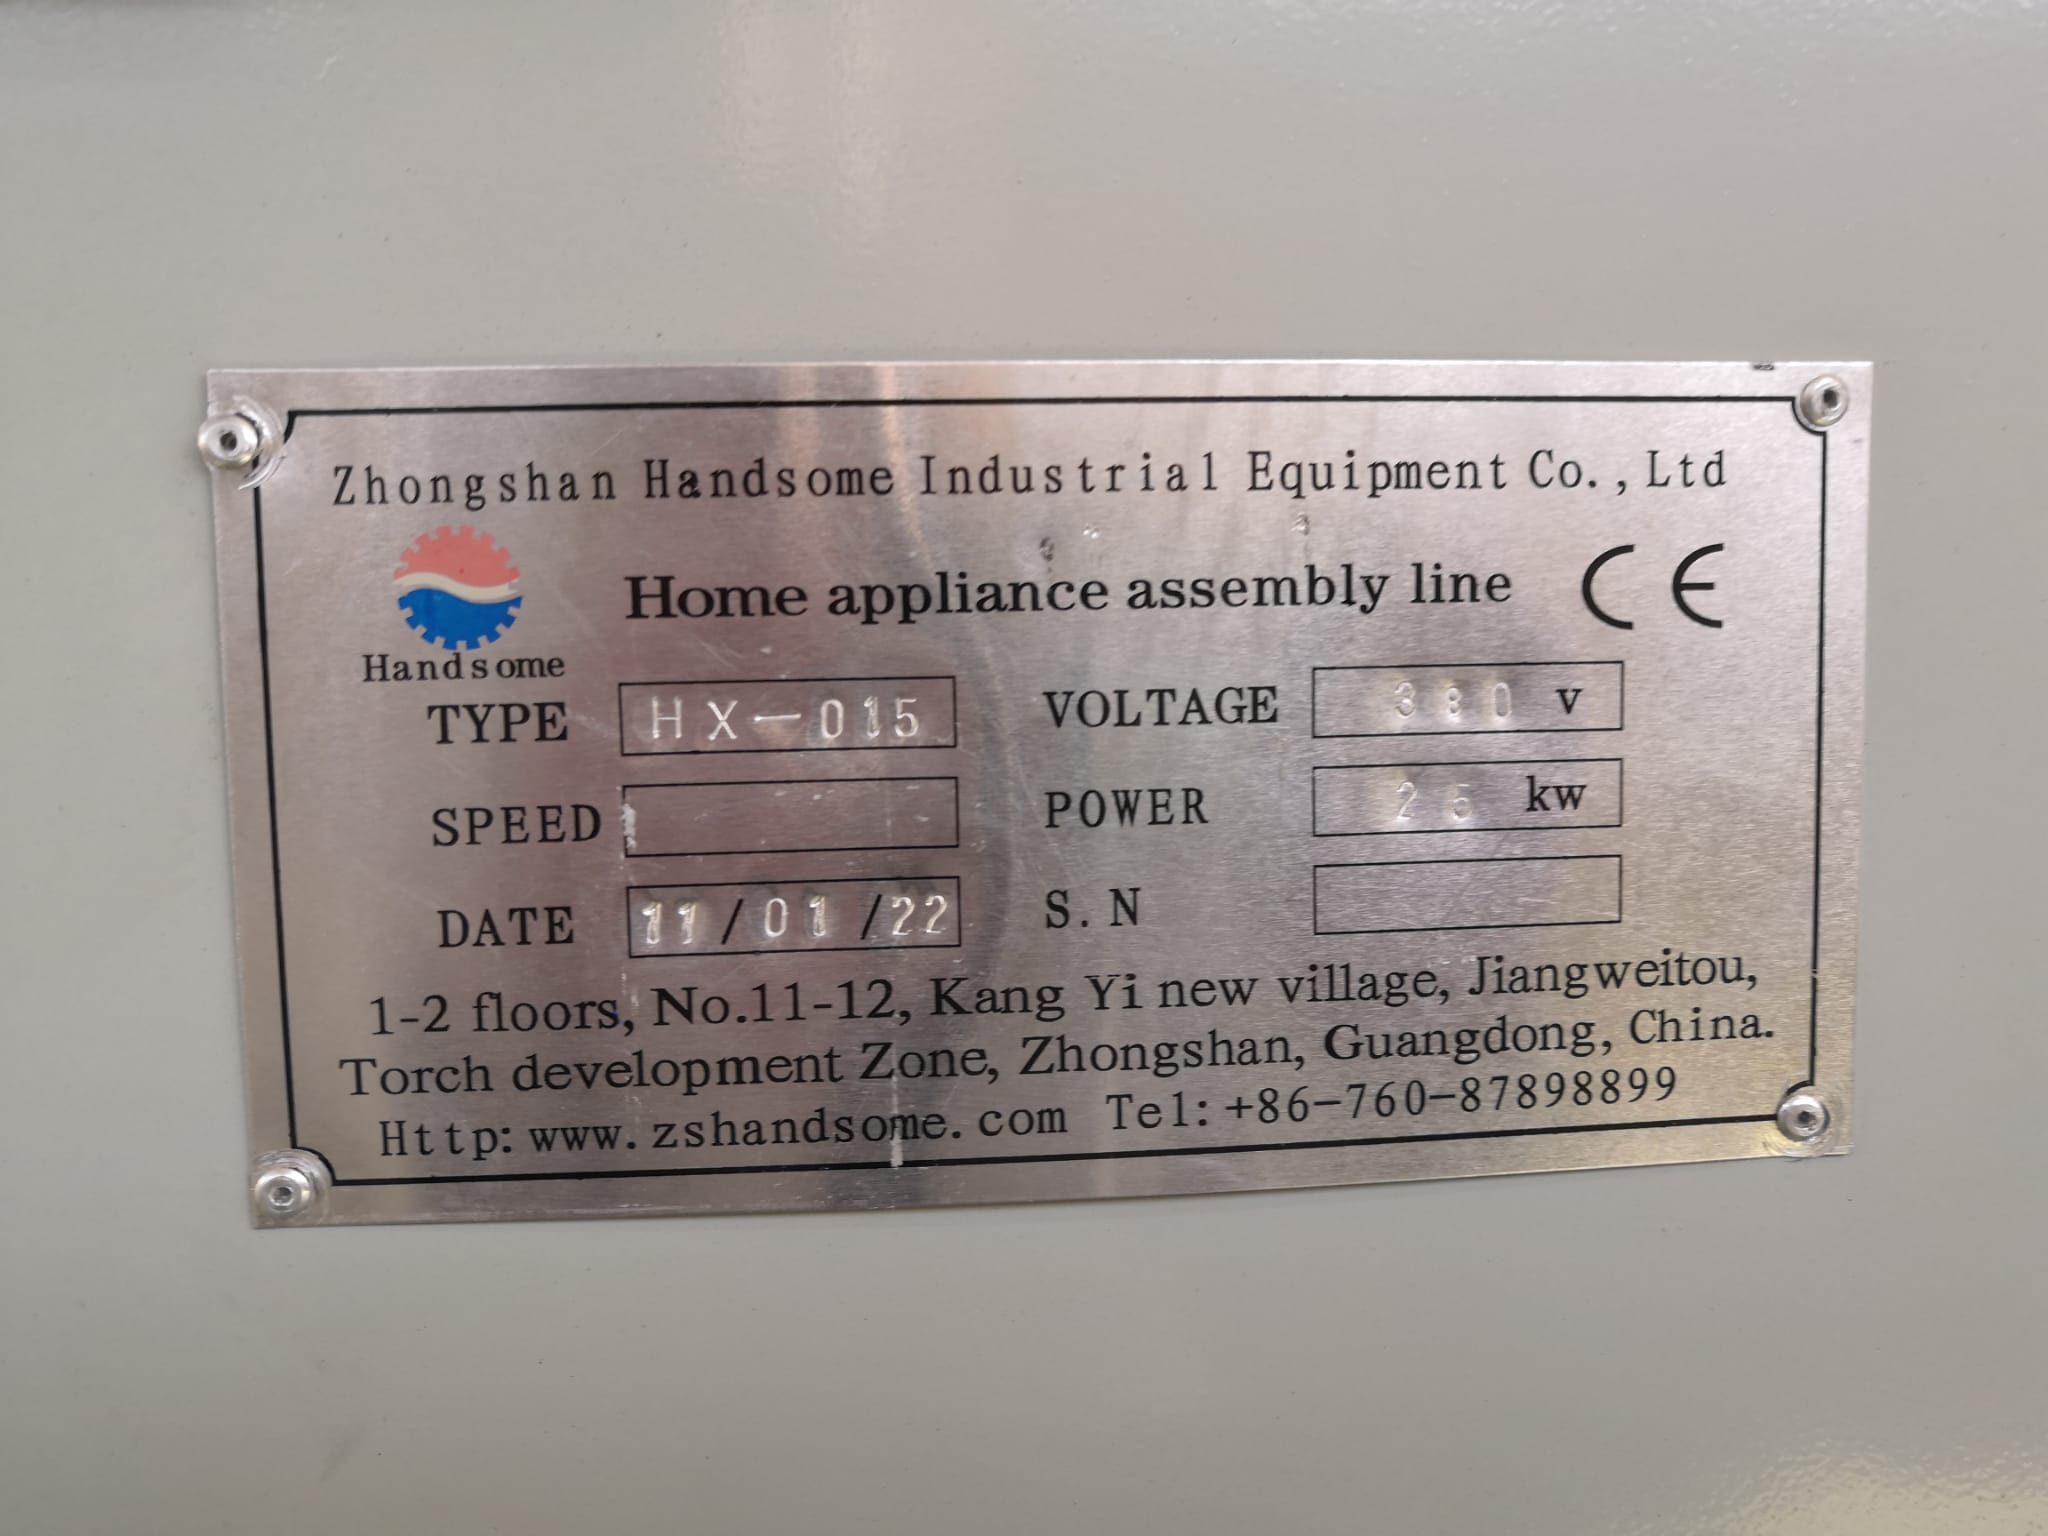 Zhongshan Handsome Industrial Equipment Co.,Ltd
Home appliance assembly line CE
Handsome
TYPE HX-015 VOLTAGE 380 v
SPEED POWER kw
DATE 11/01/22 S.N
1-2 floors, No.11-12, Kang Yi new village, Jiangweitou,
Torch development Zone, Zhongshan, Guangdong, China.
Http: www.zshandsome.com Tel: +86-760-87898899